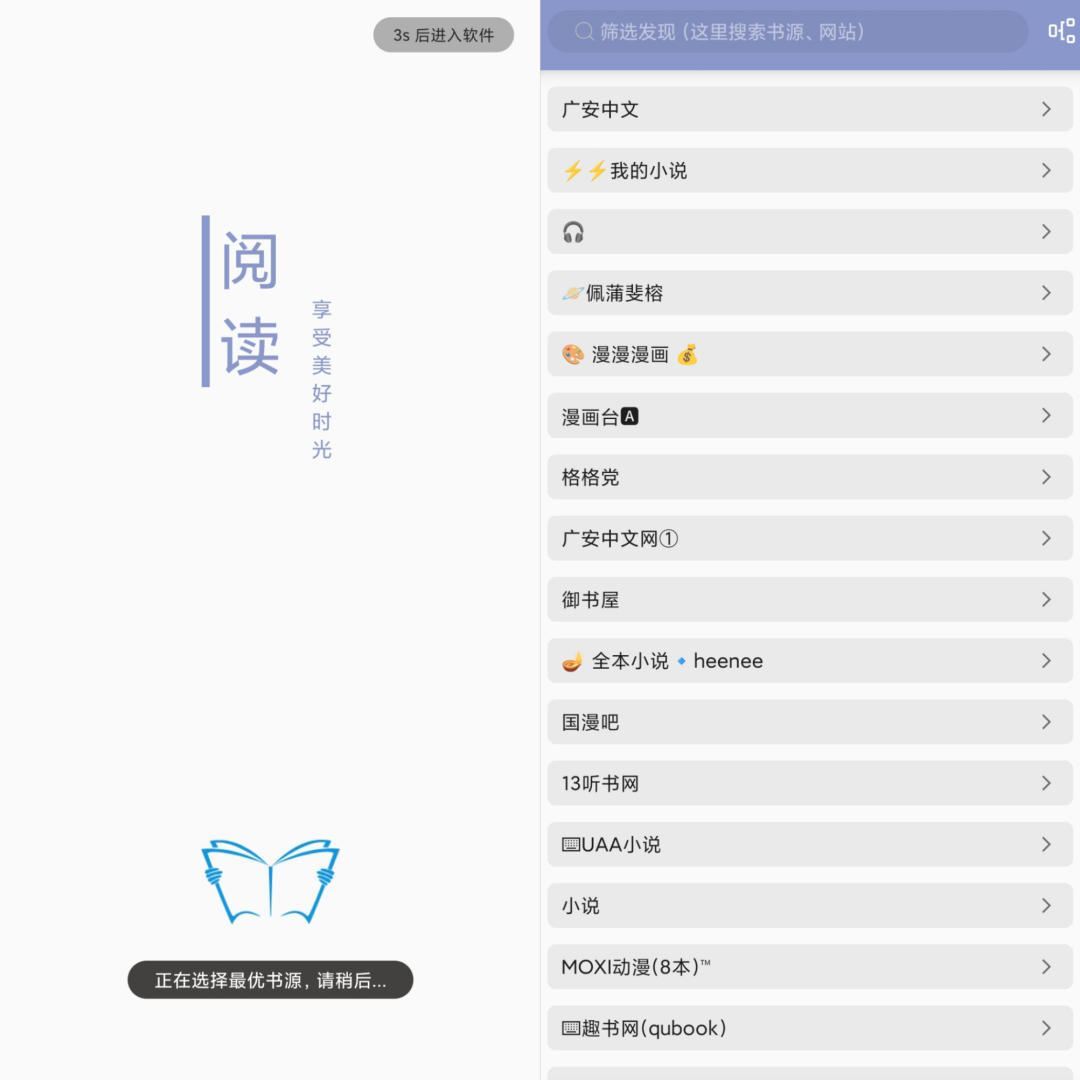 3s 后进入软件
阅读
享受美好时光
正在选择最优书源，请稍后...
筛选发现（这里搜索书源、网站）
广安中文
⚡⚡我的小说
🎧
🪐佩蒲斐榕
🎨 漫漫漫画 💰
漫画台🅰
格格党
广安中文网①
御书屋
🪔 全本小说🔹heenee
国漫吧
13听书网
⌨UAA小说
小说
MOXI动漫(8本)™
⌨趣书网(qubook)